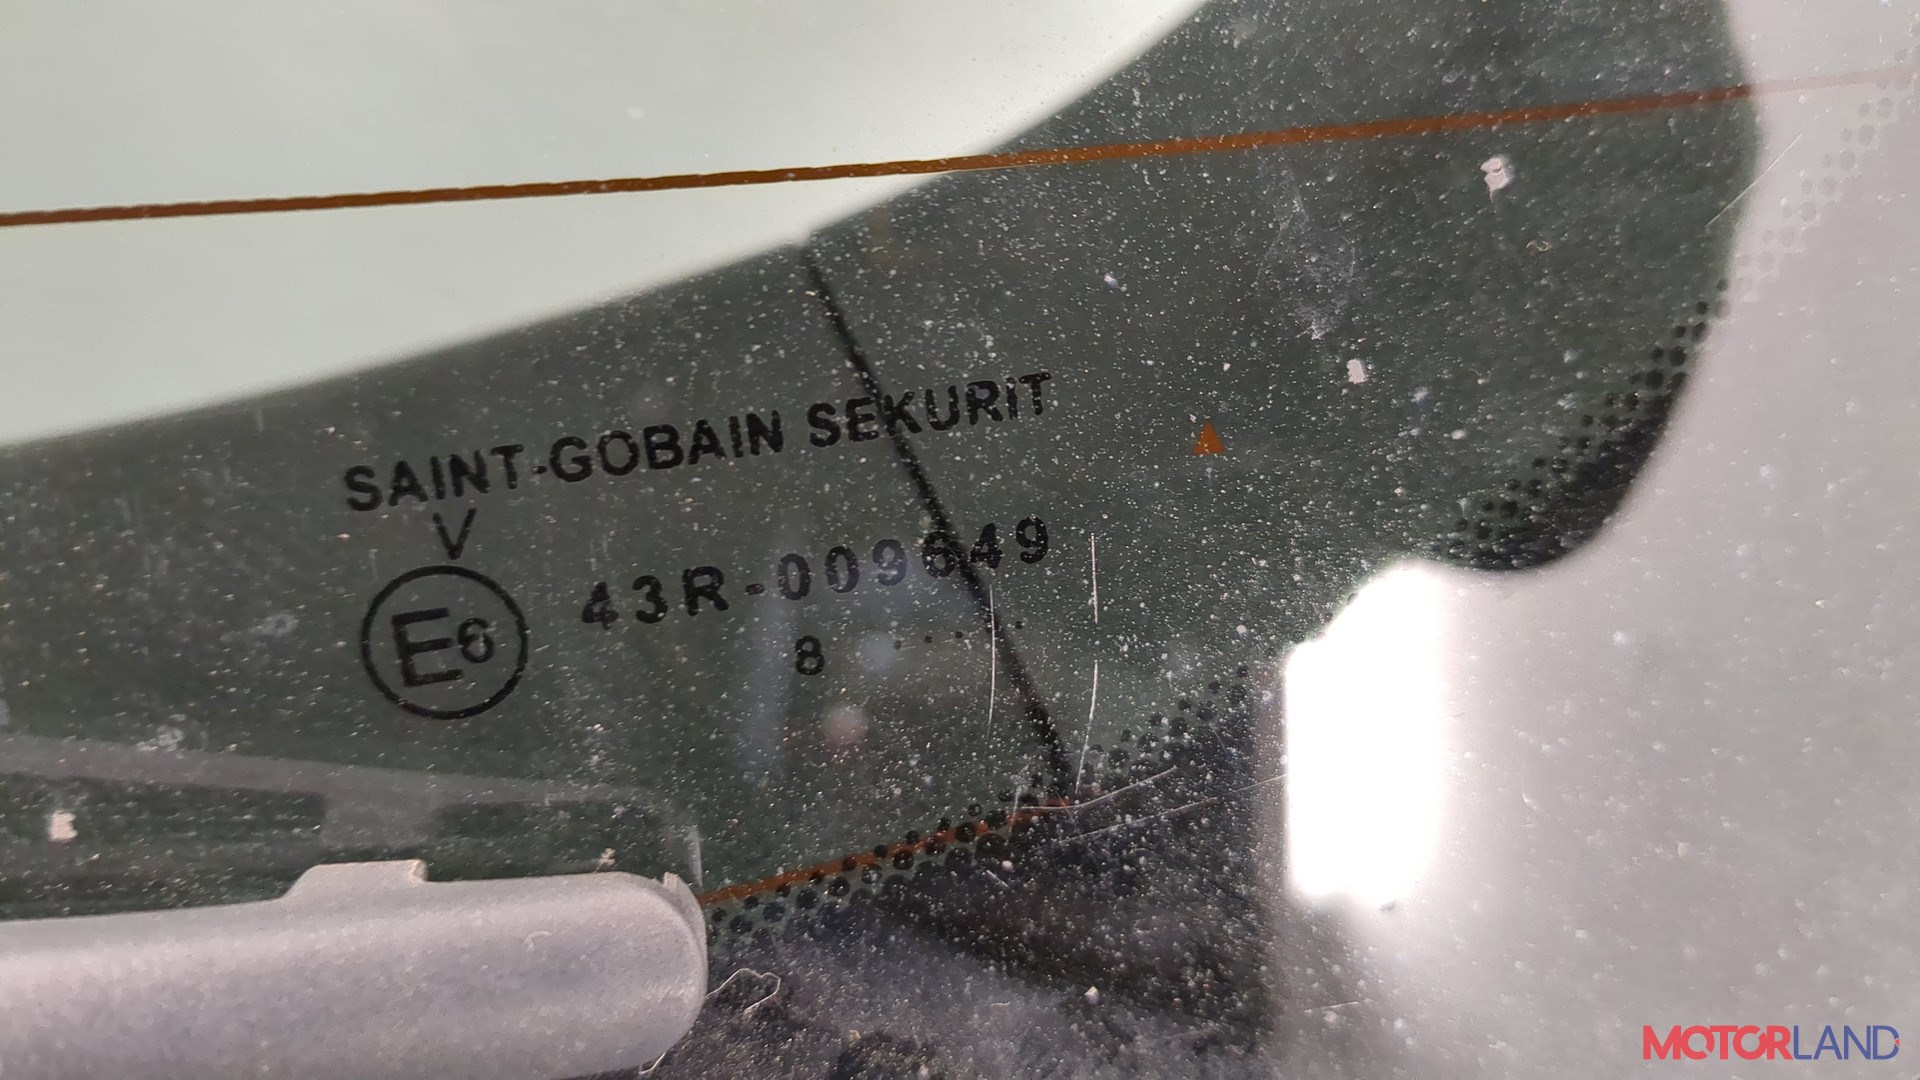 SAINT-GOBAIN SEKURIT
V
E6 43R-009649
8 .....
MOTORLAND